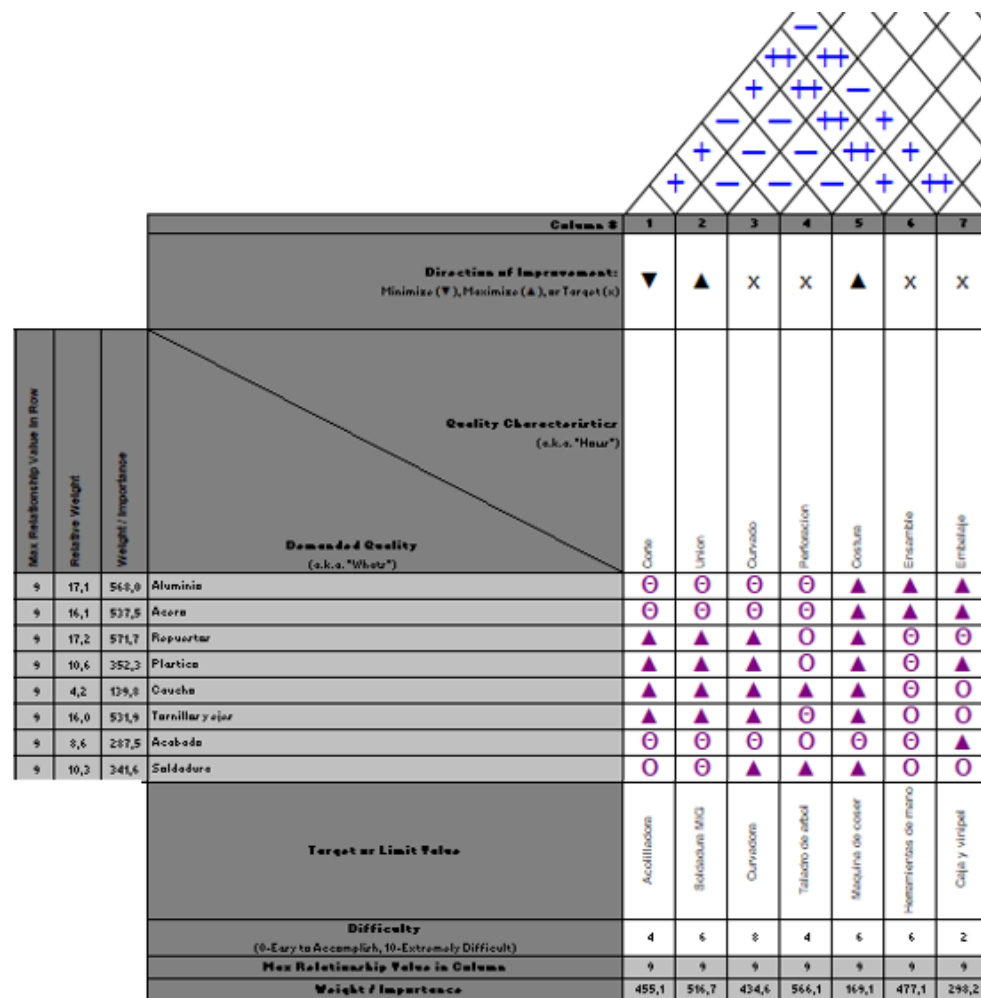 − 
++ ++
+ ++ −
− − ++ +
+ − − ++ +
+ − − − + ++
Column # 1 2 3 4 5 6 7
Direction of Improvement:
Minimize (▼), Maximize (▲), or Target (x)
▼ ▲ x x ▲ x x
Max Relationship Value in Row
Relative Weight
Weight / Importance
Quality Characteristics
(a.k.a. "Hows")
Demanded Quality
(a.k.a. "Whats")
Corte
Union
Curvado
Perforacion
Costura
Ensamble
Embalaje
9 17,1 568,0 Aluminio Θ Θ Θ Θ ▲ ▲ ▲
9 16,1 537,5 Acero Θ Θ Θ Θ ▲ ▲ ▲
9 17,2 571,7 Repuestos ▲ ▲ ▲ Ο ▲ Θ Θ
9 10,6 352,3 Plastico ▲ ▲ ▲ Ο ▲ Θ ▲
9 4,2 139,8 Caucho ▲ ▲ ▲ ▲ ▲ Θ Ο
9 16,0 531,9 Tornillos y ejes ▲ ▲ ▲ Θ ▲ Ο Ο
9 8,6 287,5 Acabado Θ Θ Θ Ο Θ Θ ▲
9 10,3 341,6 Soldadura Ο Θ ▲ ▲ ▲ Ο Ο
Target or Limit Value
Acolilladora
Soldadura MIG
Curvadora
Taladro de arbol
Maquina de coser
Herramientas de mano
Caja y vinipel
Difficulty
(0=Easy to Accomplish, 10=Extremely Difficult)
4 6 8 4 6 6 2
Max Relationship Value in Column 9 9 9 9 9 9 9
Weight / Importance 455,1 516,7 434,6 566,1 169,1 477,1 298,2